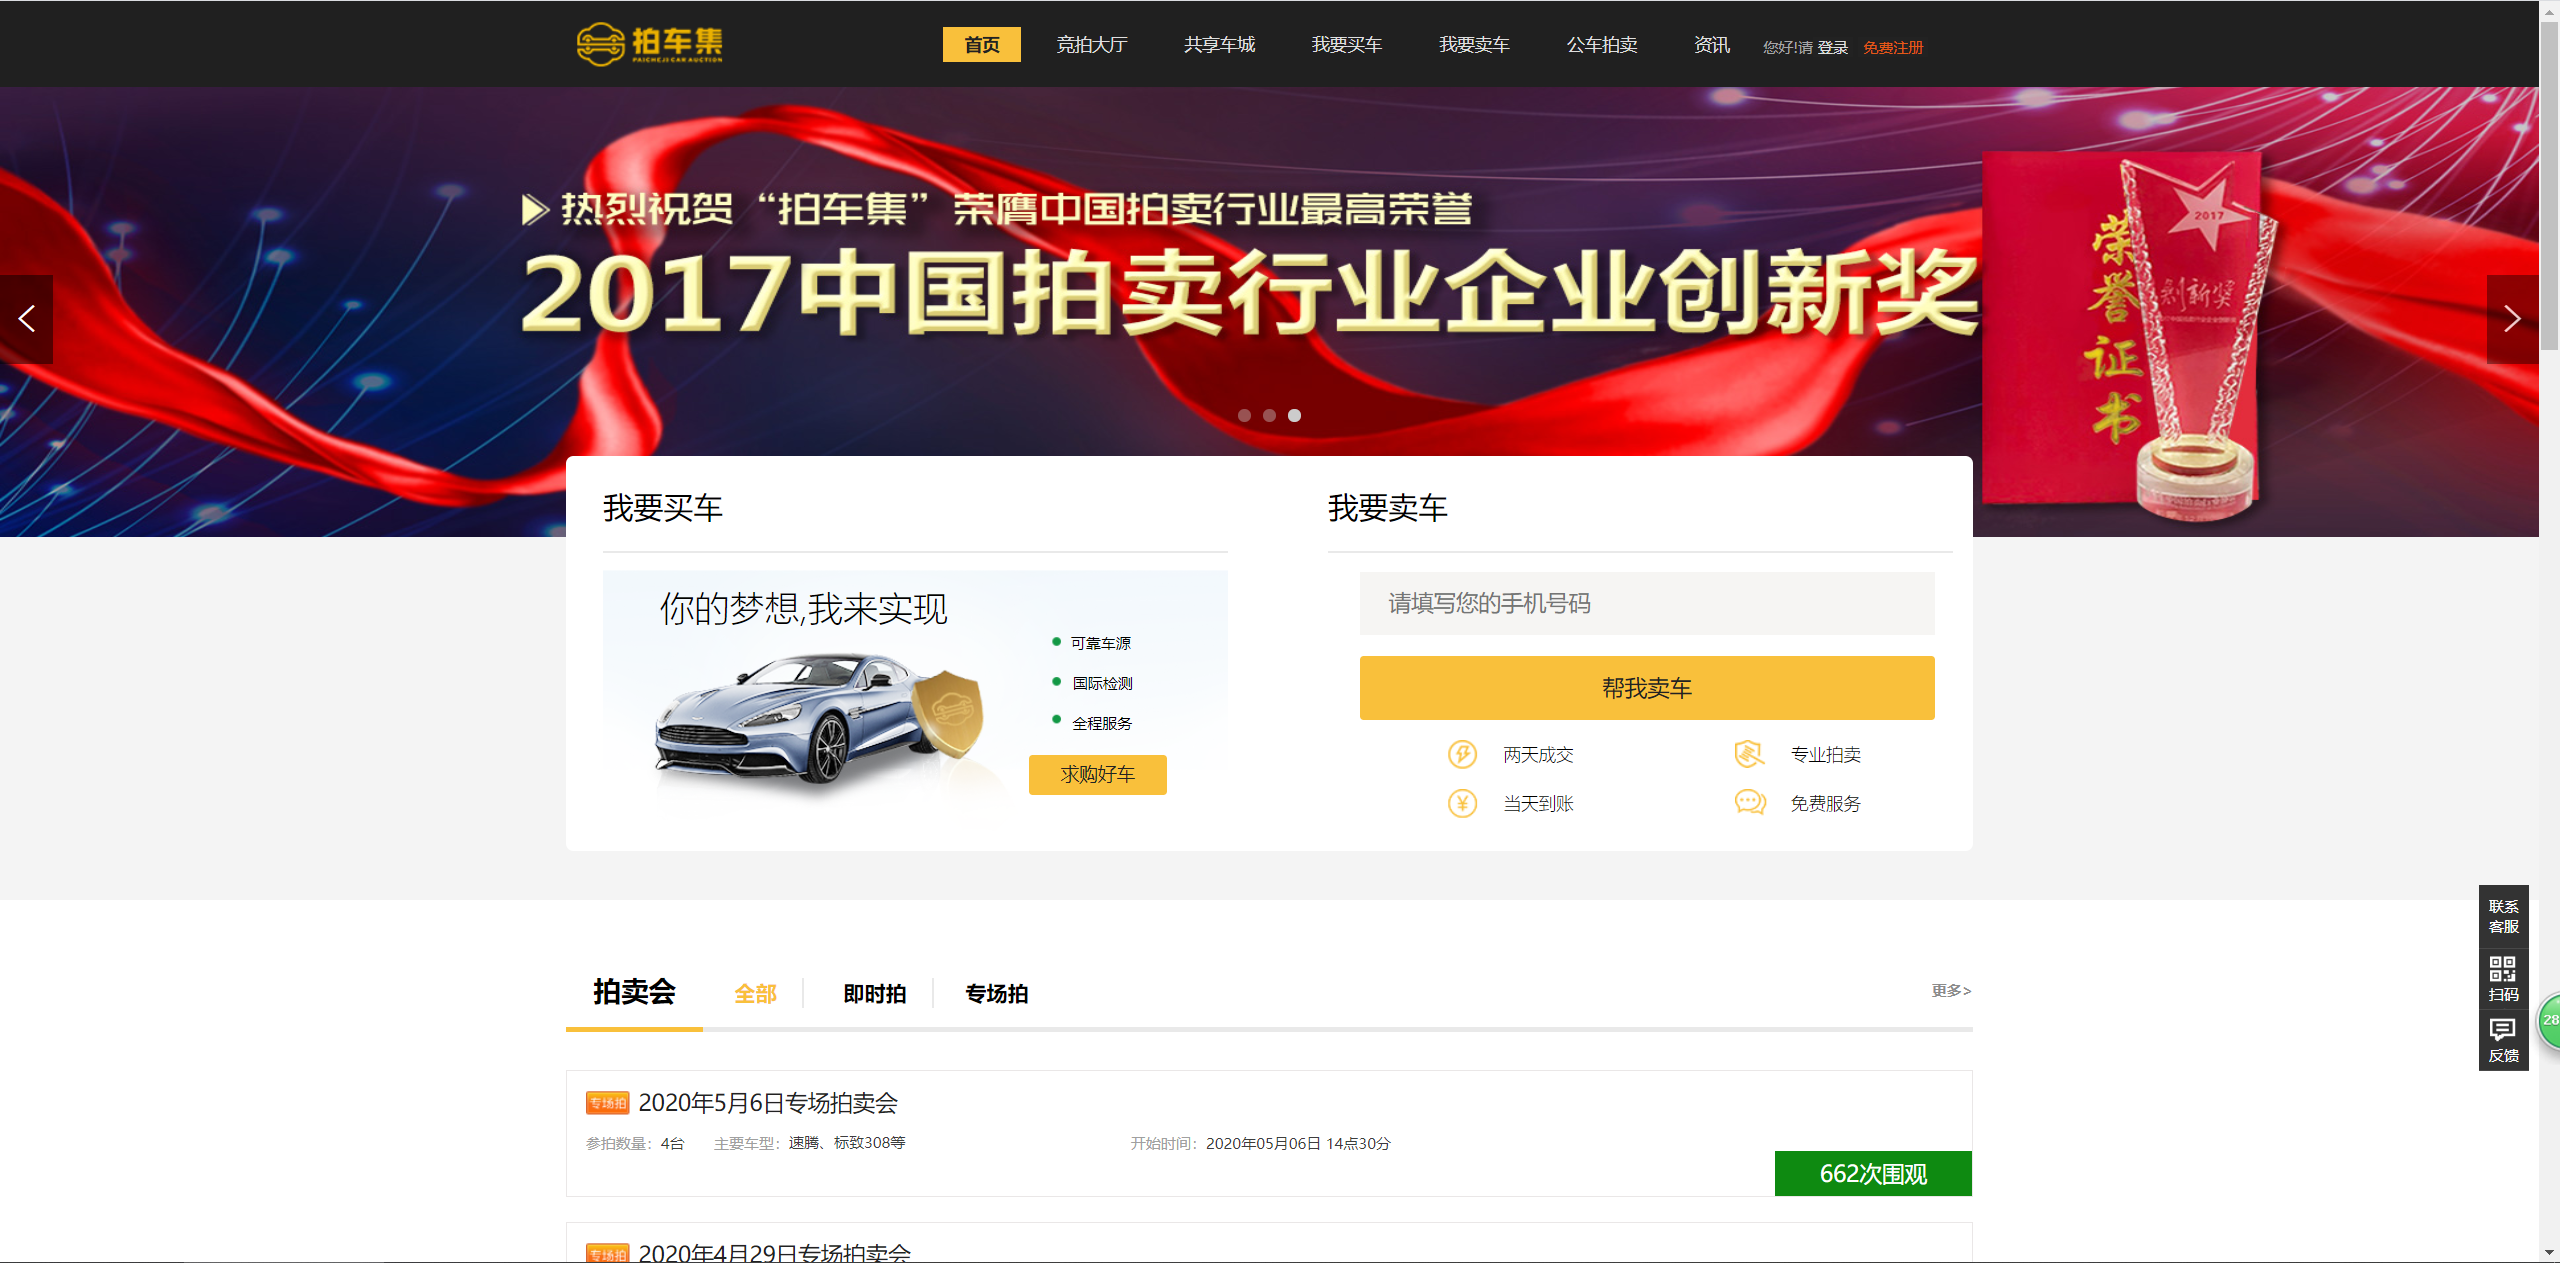 拍车集
PAICHEJI CAR AUCTION
首页
竞拍大厅
共享车城
我要买车
我要卖车
公车拍卖
资讯
您好!请 登录 免费注册
热烈祝贺“拍车集”荣膺中国拍卖行业最高荣誉
2017中国拍卖行业企业创新奖
荣誉证书
2017
创新奖
我要买车
你的梦想,我来实现
可靠车源
国际检测
全程服务
求购好车
我要卖车
请填写您的手机号码
帮我卖车
两天成交
专业拍卖
当天到账
免费服务
联系
客服
扫码
反馈
28
拍卖会
全部
即时拍
专场拍
更多>
专场拍 2020年5月6日专场拍卖会
参拍数量：4台 主要车型：速腾、标致308等 开始时间：2020年05月06日 14点30分
662次围观
专场拍 2020年4月29日专场拍卖会